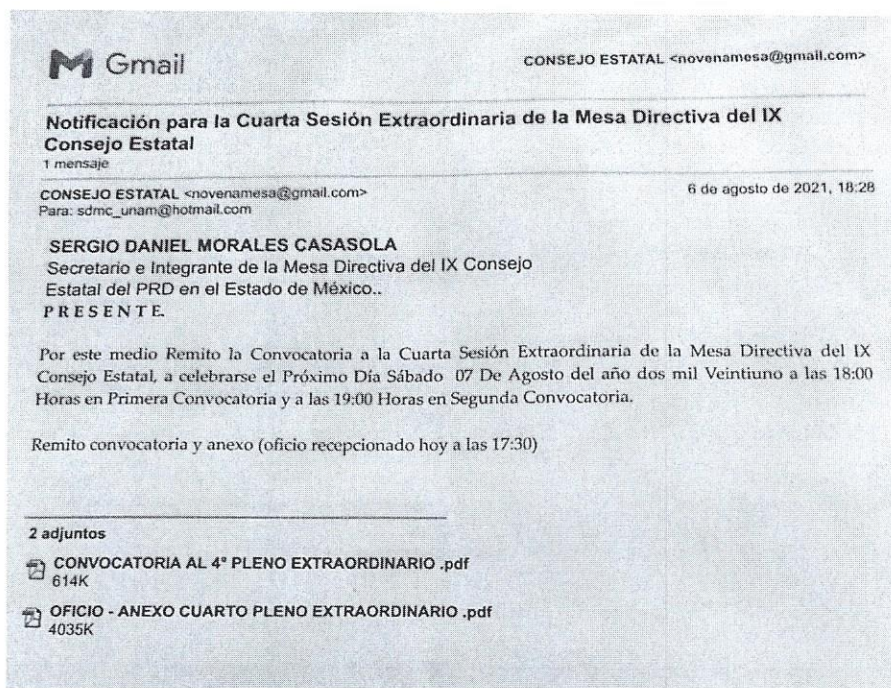 Gmail
CONSEJO ESTATAL <novenamesa@gmail.com>
Notificación para la Cuarta Sesión Extraordinaria de la Mesa Directiva del IX
Consejo Estatal
1 mensaje
CONSEJO ESTATAL <novenamesa@gmail.com>
6 de agosto de 2021, 18:28
Para: sdmc_unam@hotmail.com
SERGIO DANIEL MORALES CASASOLA
Secretario e Integrante de la Mesa Directiva del IX Consejo
Estatal del PRD en el Estado de México..
P R E S E N T E.
Por este medio Remito la Convocatoria a la Cuarta Sesión Extraordinaria de la Mesa Directiva del IX
Consejo Estatal, a celebrarse el Próximo Día Sábado 07 De Agosto del año dos mil Veintiuno a las 18:00
Horas en Primera Convocatoria y a las 19:00 Horas en Segunda Convocatoria.
Remito convocatoria y anexo (oficio recepcionado hoy a las 17:30)
2 adjuntos
CONVOCATORIA AL 4° PLENO EXTRAORDINARIO .pdf
614K
OFICIO - ANEXO CUARTO PLENO EXTRAORDINARIO .pdf
4035K